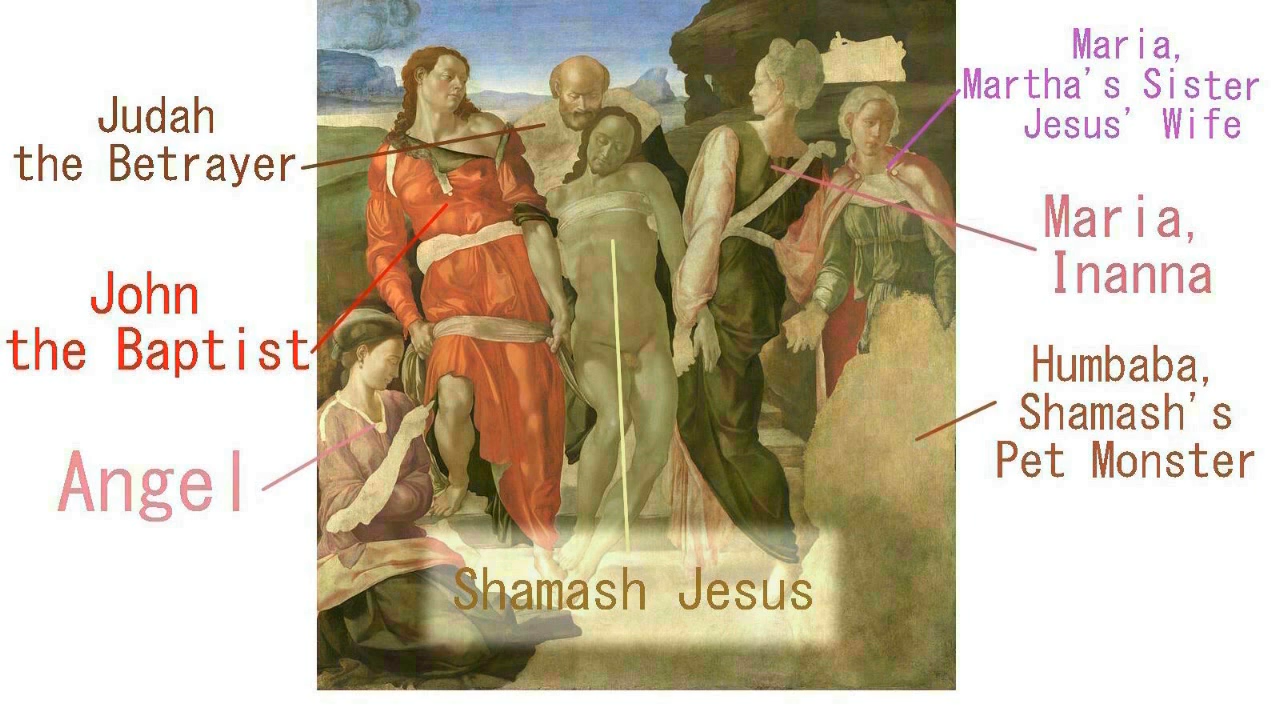 Judah
the Betrayer
John
the Baptist
Angel
Shamash Jesus
Maria,
Martha's Sister
Jesus' Wife
Maria,
Inanna
Humbaba,
Shamash's
Pet Monster